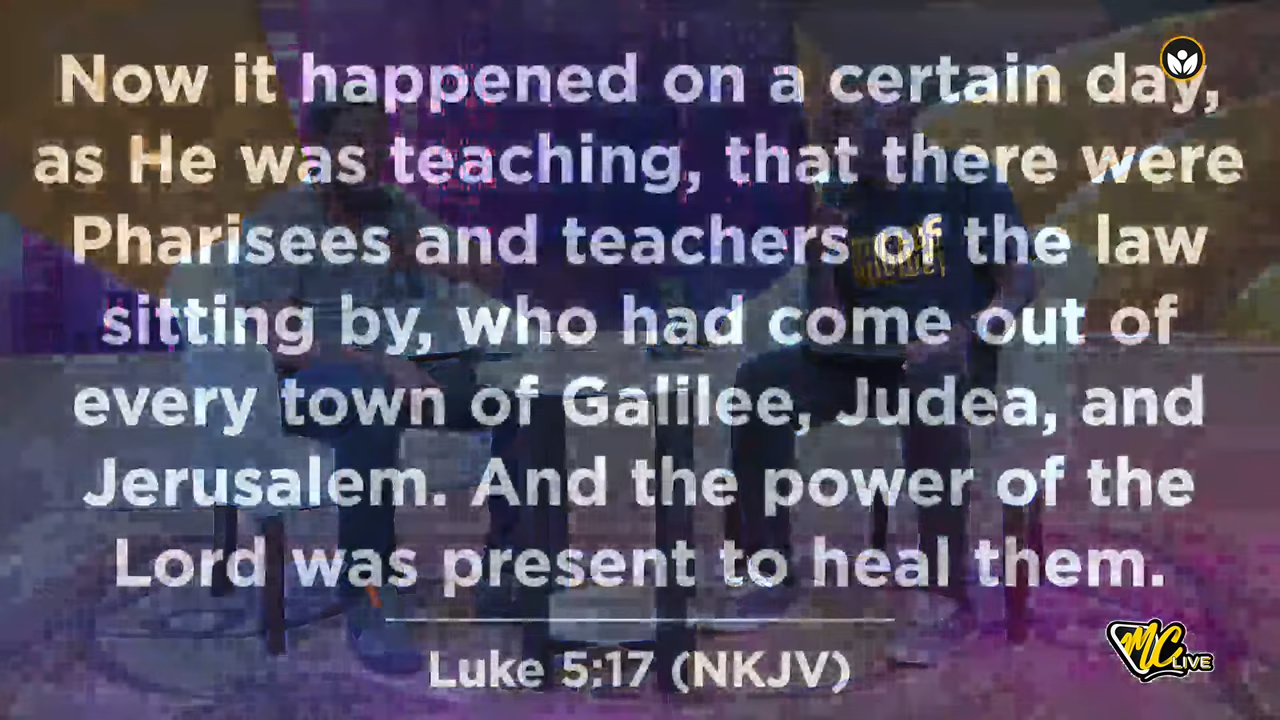 Now it happened on a certain day,
as He was teaching, that there were
Pharisees and teachers of the law
sitting by, who had come out of
every town of Galilee, Judea, and
Jerusalem. And the power of the
Lord was present to heal them.
Luke 5:17 (NKJV)
MC LIVE